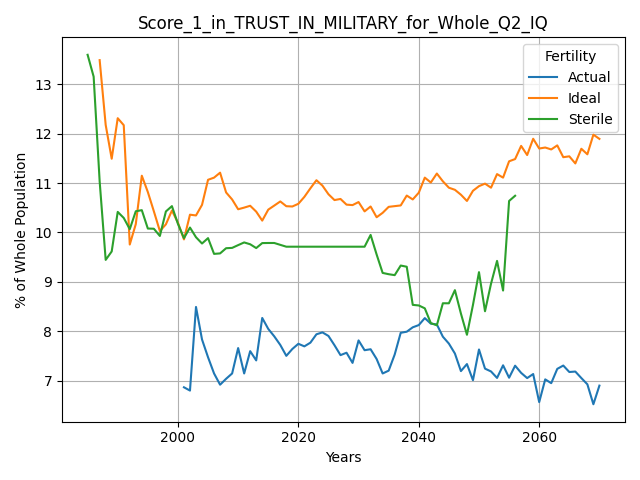 Score_1_in_TRUST_IN_MILITARY_for_Whole_Q2_IQ
Fertility
Actual
Ideal
Sterile
% of Whole Population
13
12
11
10
9
8
7
2000
2020
2040
2060
Years